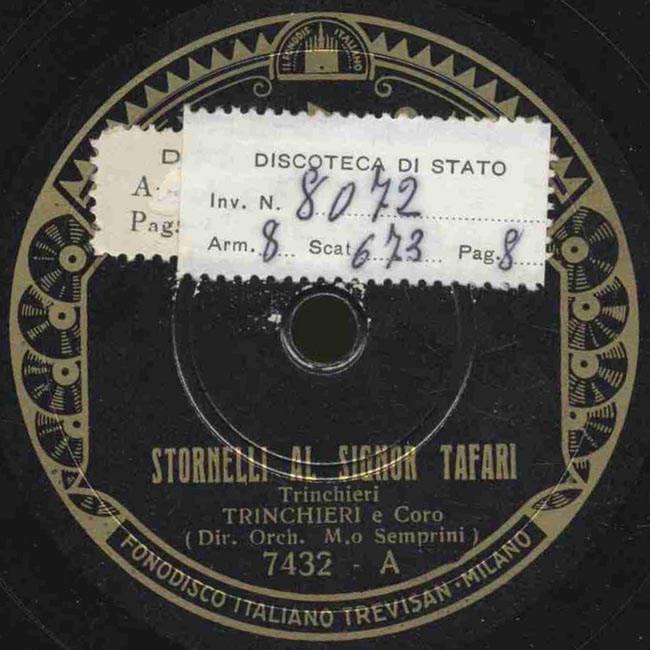 IL FONODIS. ITALIANO
D
A
Pag.
DISCOTECA DI STATO
Inv. N. 8072
Arm. 8 Scat. 673 Pag. 8
STORNELLI AL SIGNOR TAFARI
Trinchieri
TRINCHIERI e Coro
( Dir. Orch. M.o Semprini )
7432 - A
FONODISCO ITALIANO TREVISAN - MILANO